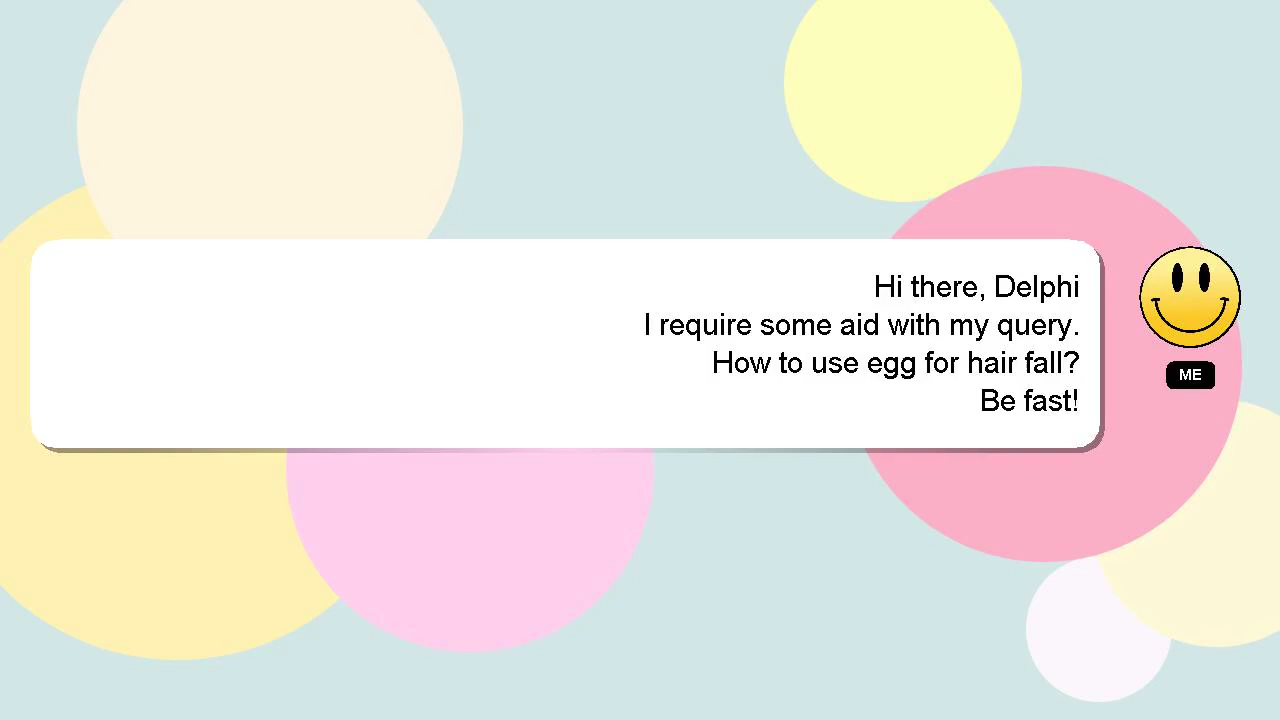 Hi there, Delphi
I require some aid with my query.
How to use egg for hair fall?
Be fast!
ME